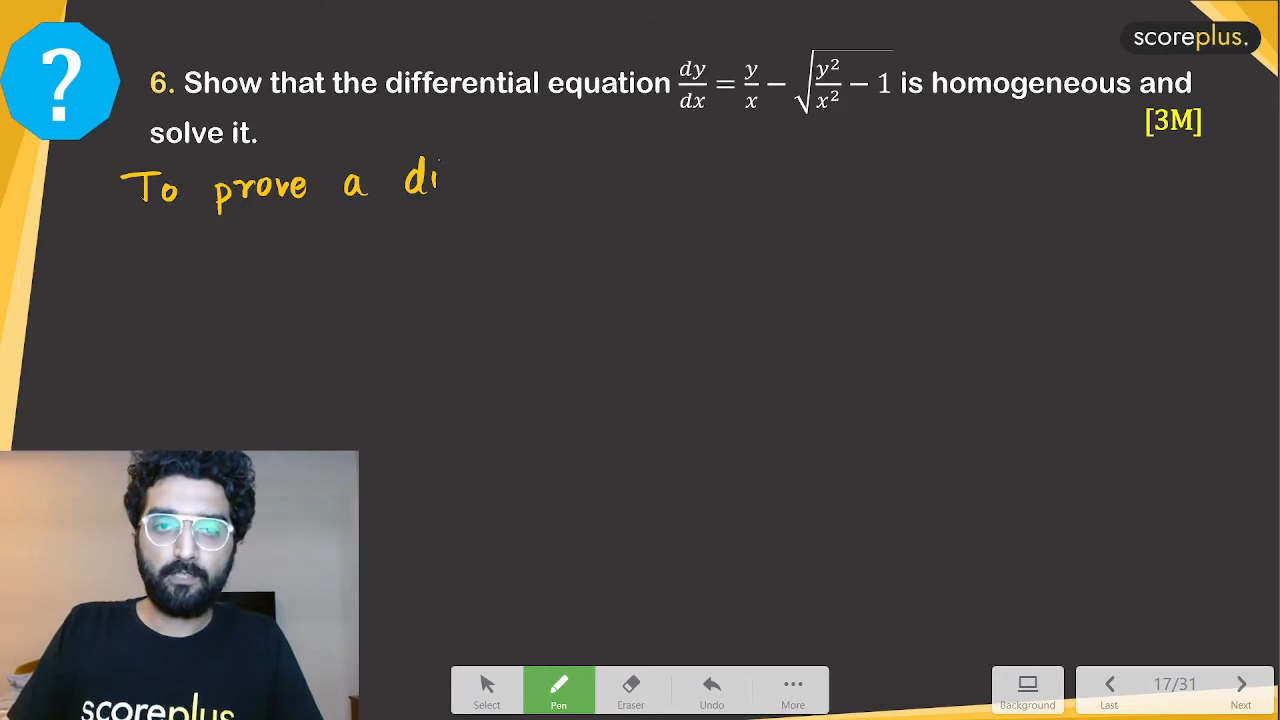 scoreplus.
?
6. Show that the differential equation dy/dx = y/x − √(y²/x² − 1) is homogeneous and
[3M]
solve it.
To prove a di
scoreplus
Select Pen Eraser Undo More Background Last 17/31 Next